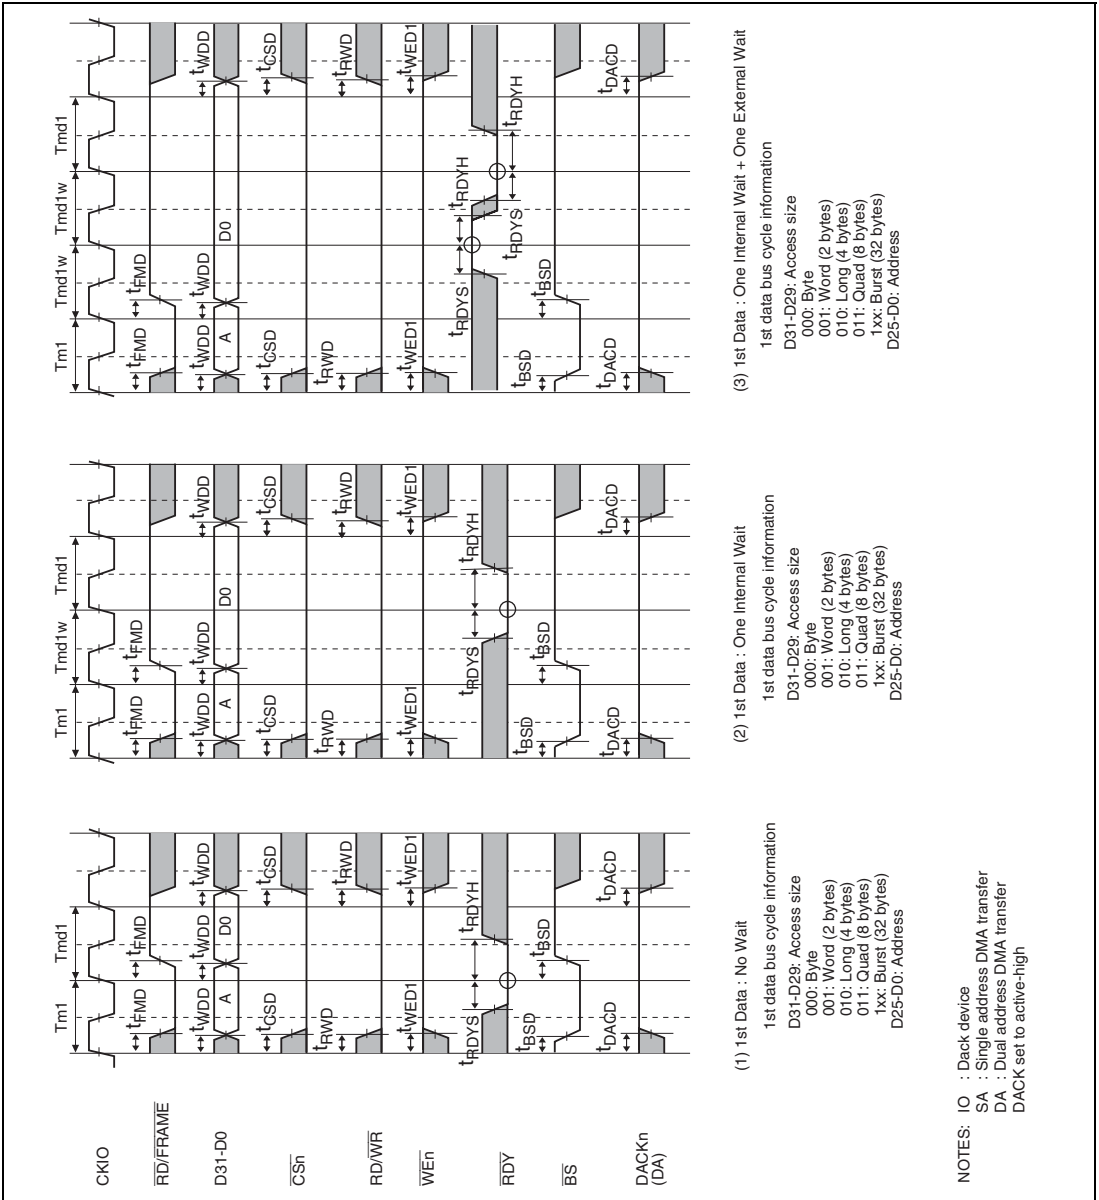 CKIO
RD/FRAME
D31-D0
CSn
RD/WR
WEn
RDY
BS
DACKn
(DA)
Tm1 Tmd1
tFMD tFMD
tWDD tWDD tWDD
A D0
tCSD tCSD
tRWD tRWD
tWED1 tWED1
tRDYS tRDYH
tBSD tBSD
tDACD tDACD
(1) 1st Data : No Wait
1st data bus cycle information
D31-D29: Access size
000: Byte
001: Word (2 bytes)
010: Long (4 bytes)
011: Quad (8 bytes)
1xx: Burst (32 bytes)
D25-D0: Address
Tm1 Tmd1w Tmd1
tFMD tFMD
tWDD tWDD tWDD
A D0
tCSD tCSD
tRWD tRWD
tWED1 tWED1
tRDYS tRDYH
tBSD tBSD
tDACD tDACD
(2) 1st Data : One Internal Wait
1st data bus cycle information
D31-D29: Access size
000: Byte
001: Word (2 bytes)
010: Long (4 bytes)
011: Quad (8 bytes)
1xx: Burst (32 bytes)
D25-D0: Address
Tm1 Tmd1w Tmd1w Tmd1
tFMD tFMD
tWDD tWDD tWDD
A D0
tCSD tCSD
tRWD tRWD
tWED1 tWED1
tRDYS tRDYH
tRDYS tRDYH
tBSD tBSD
tDACD tDACD
(3) 1st Data : One Internal Wait + One External Wait
1st data bus cycle information
D31-D29: Access size
000: Byte
001: Word (2 bytes)
010: Long (4 bytes)
011: Quad (8 bytes)
1xx: Burst (32 bytes)
D25-D0: Address
NOTES: IO : Dack device
SA : Single address DMA transfer
DA : Dual address DMA transfer
DACK set to active-high